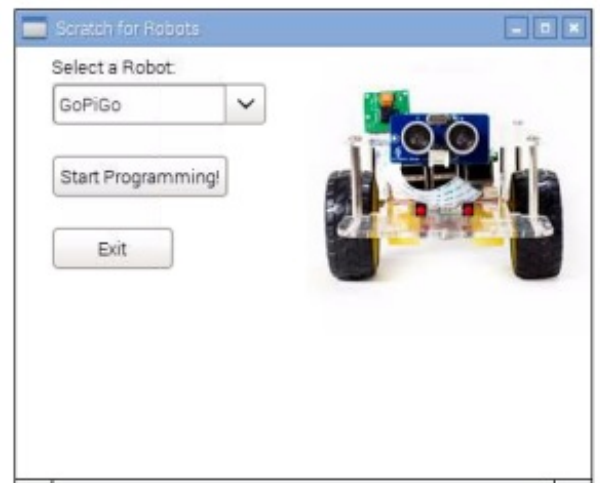 Scratch for Robots
Select a Robot:
GoPiGo
Start Programming!
Exit